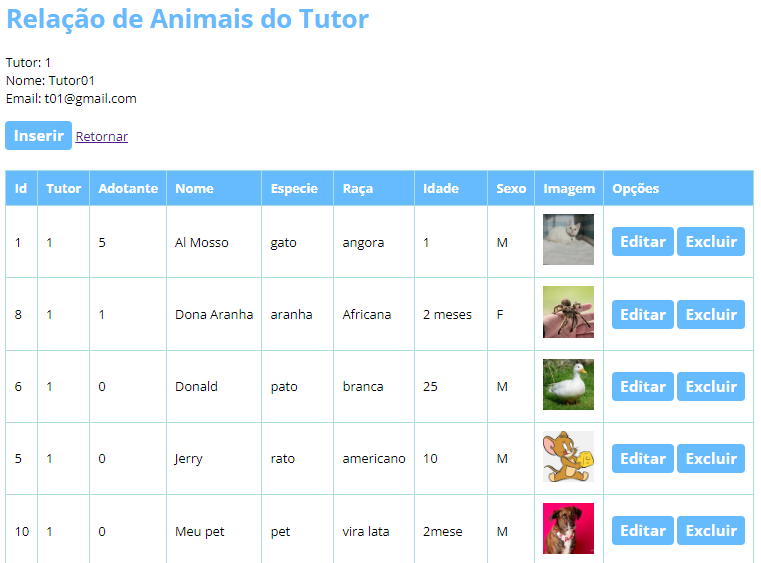 Relação de Animais do Tutor
Tutor: 1
Nome: Tutor01
Email: t01@gmail.com
Inserir Retornar
Id Tutor Adotante Nome Especie Raça Idade Sexo Imagem Opções
1 1 5 Al Mosso gato angora 1 M Editar Excluir
8 1 1 Dona Aranha aranha Africana 2 meses F Editar Excluir
6 1 0 Donald pato branca 25 M Editar Excluir
5 1 0 Jerry rato americano 10 M Editar Excluir
10 1 0 Meu pet pet vira lata 2mese M Editar Excluir